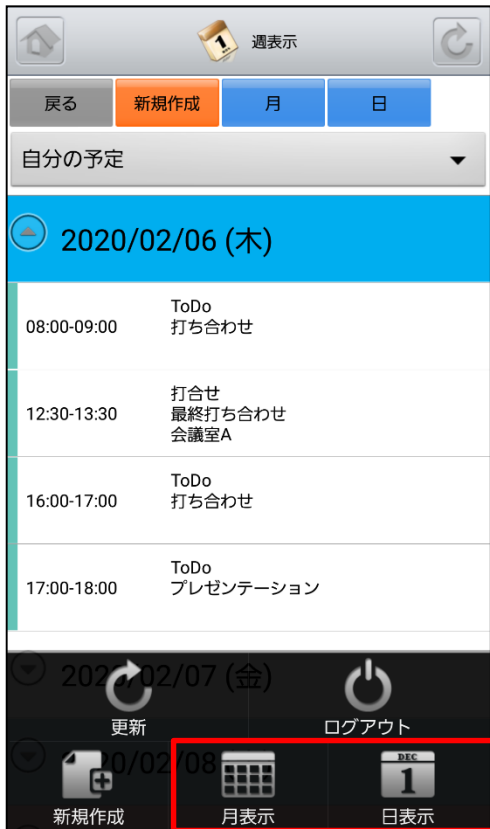 週表示
戻る 新規作成 月 日
自分の予定
2020/02/06 (木)
ToDo
08:00-09:00 打ち合わせ
打合せ
12:30-13:30 最終打ち合わせ
会議室A
ToDo
16:00-17:00 打ち合わせ
ToDo
17:00-18:00 プレゼンテーション
2020/02/07 (金)
更新 ログアウト
2020/02/08
DEC
1
新規作成 月表示 日表示